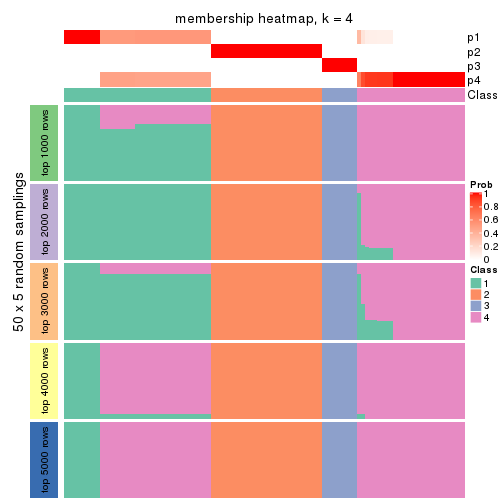 membership heatmap, k = 4
p1
p2
p3
p4
Class
50 x 5 random samplings
top 1000 rows
top 2000 rows
top 3000 rows
top 4000 rows
top 5000 rows
Prob
1
0.8
0.6
0.4
0.2
0
Class
1
2
3
4